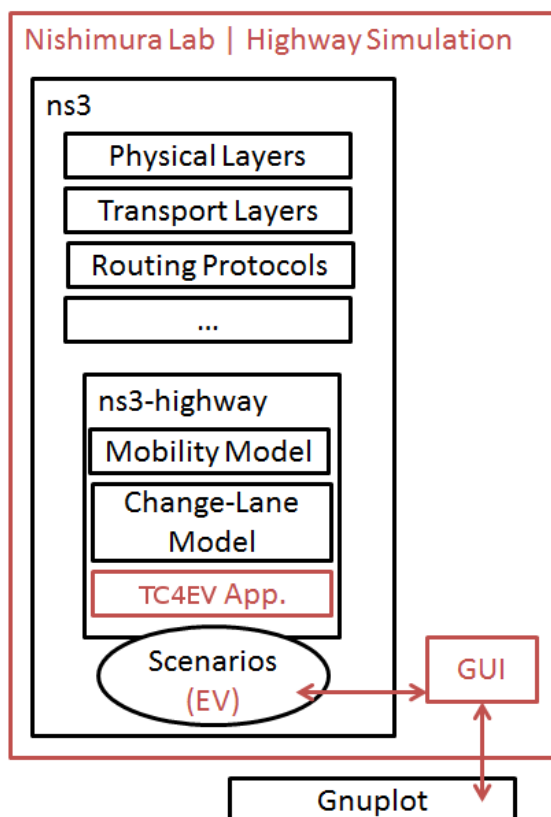 Nishimura Lab | Highway Simulation
ns3
Physical Layers
Transport Layers
Routing Protocols
...
ns3-highway
Mobility Model
Change-Lane
Model
TC4EV App.
Scenarios
(EV)
GUI
Gnuplot